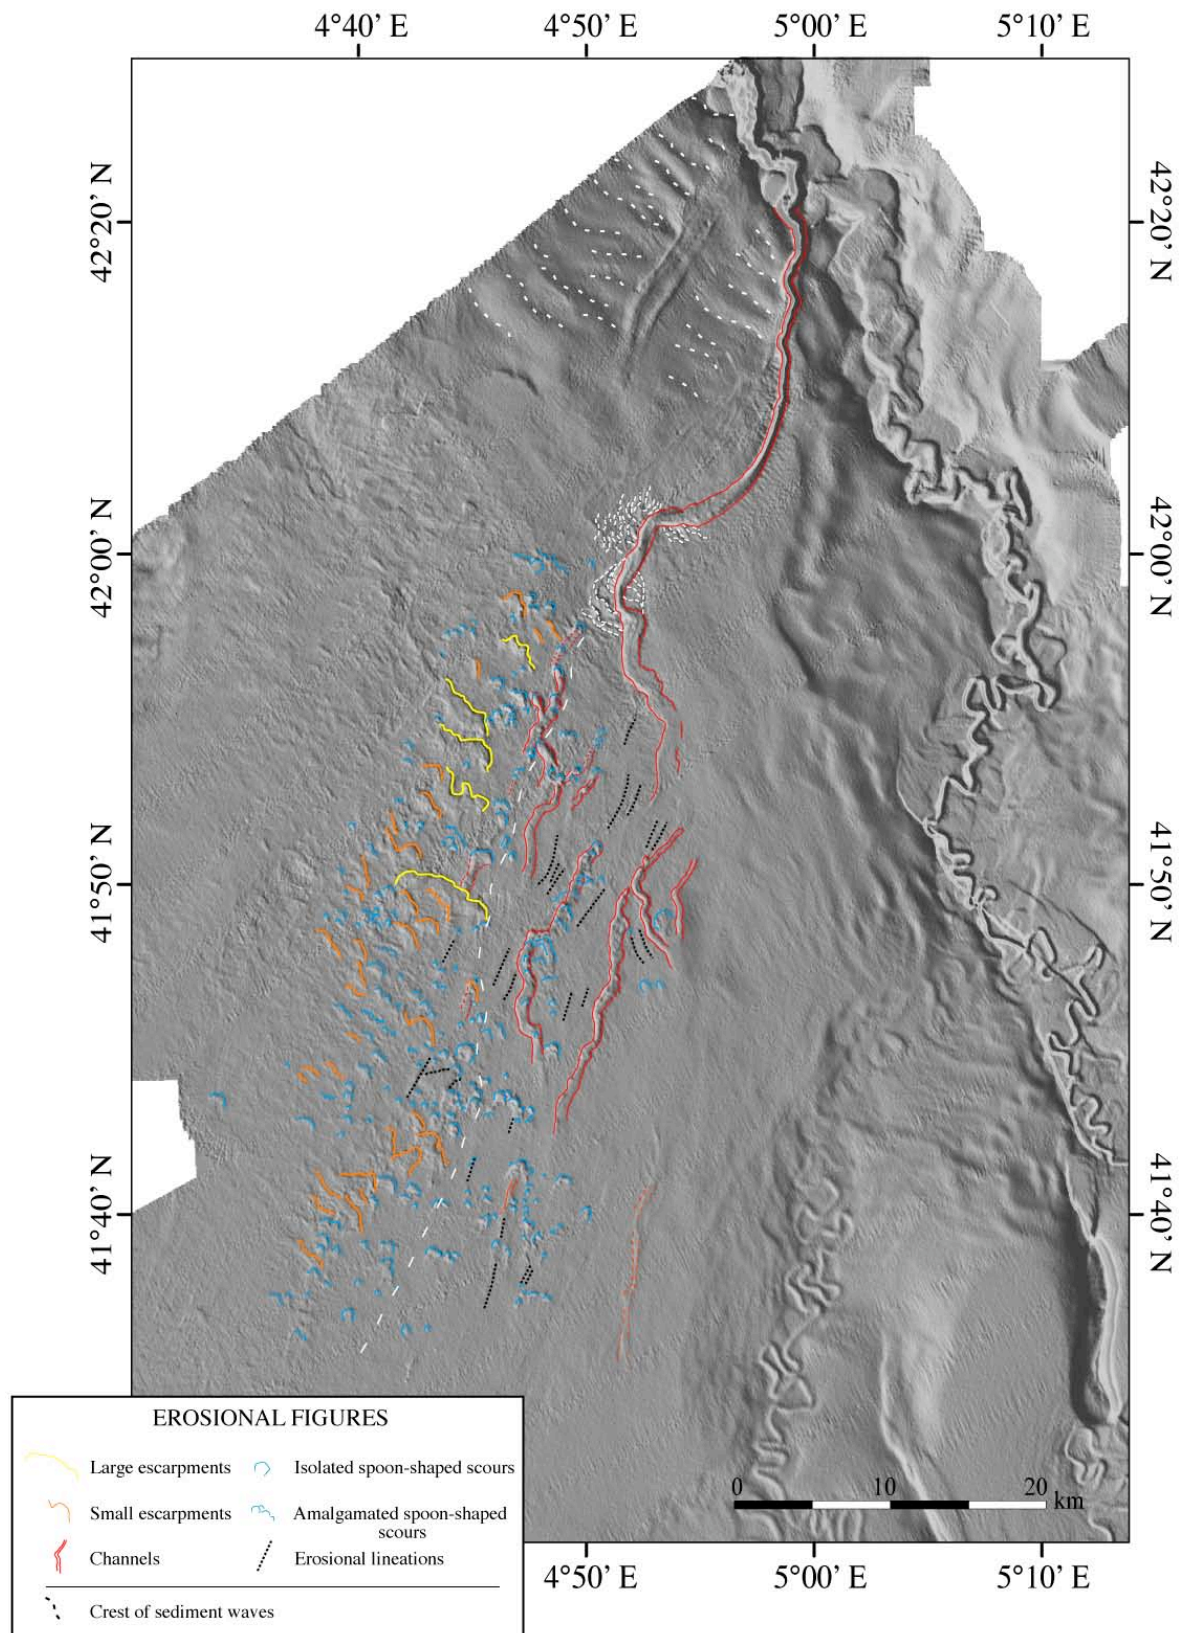 4°40’ E 4°50’ E 5°00’ E 5°10’ E
42°20’ N 42°20’ N
42°00’ N 42°00’ N
41°50’ N 41°50’ N
41°40’ N 41°40’ N
0 10 20 km
4°50’ E 5°00’ E 5°10’ E
EROSIONAL FIGURES
Large escarpments Isolated spoon-shaped scours
Small escarpments Amalgamated spoon-shaped
scours
Channels Erosional lineations
Crest of sediment waves